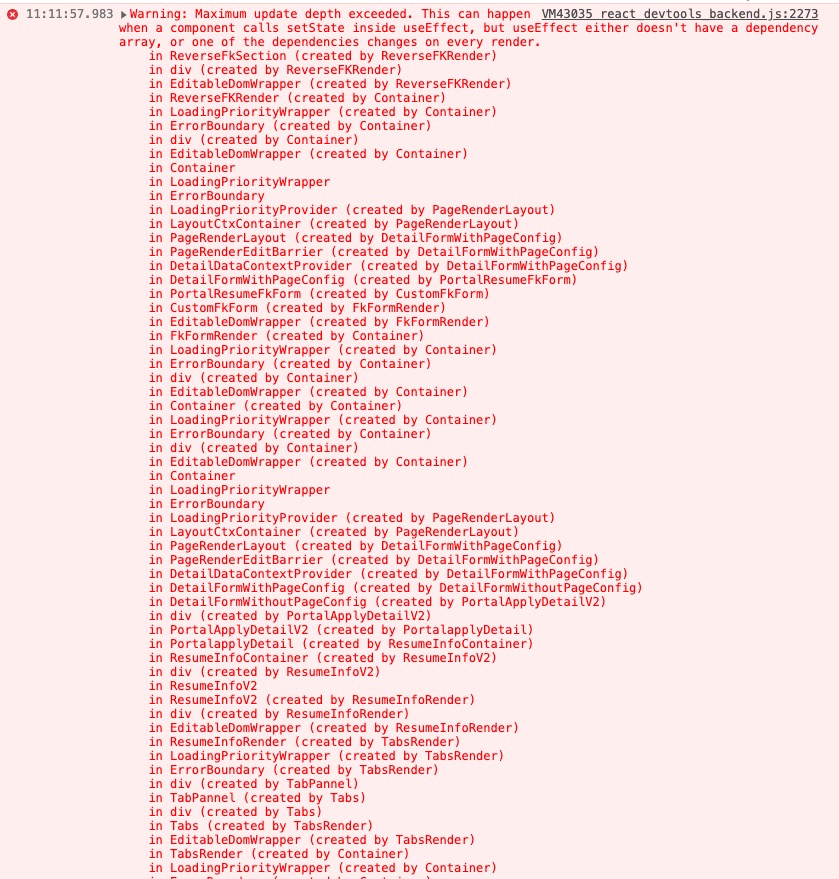 11:11:57.983 ▶Warning: Maximum update depth exceeded. This can happen VM43035 react_devtools_backend.js:2273
when a component calls setState inside useEffect, but useEffect either doesn't have a dependency
array, or one of the dependencies changes on every render.
in ReverseFkSection (created by ReverseFKRender)
in div (created by ReverseFKRender)
in EditableDomWrapper (created by ReverseFKRender)
in ReverseFKRender (created by Container)
in LoadingPriorityWrapper (created by Container)
in ErrorBoundary (created by Container)
in div (created by Container)
in EditableDomWrapper (created by Container)
in Container
in LoadingPriorityWrapper
in ErrorBoundary
in LoadingPriorityProvider (created by PageRenderLayout)
in LayoutCtxContainer (created by PageRenderLayout)
in PageRenderLayout (created by DetailFormWithPageConfig)
in PageRenderEditBarrier (created by DetailFormWithPageConfig)
in DetailDataContextProvider (created by DetailFormWithPageConfig)
in DetailFormWithPageConfig (created by PortalResumeFkForm)
in PortalResumeFkForm (created by CustomFkForm)
in CustomFkForm (created by FkFormRender)
in EditableDomWrapper (created by FkFormRender)
in FkFormRender (created by Container)
in LoadingPriorityWrapper (created by Container)
in ErrorBoundary (created by Container)
in div (created by Container)
in EditableDomWrapper (created by Container)
in Container (created by Container)
in LoadingPriorityWrapper (created by Container)
in ErrorBoundary (created by Container)
in div (created by Container)
in EditableDomWrapper (created by Container)
in Container
in LoadingPriorityWrapper
in ErrorBoundary
in LoadingPriorityProvider (created by PageRenderLayout)
in LayoutCtxContainer (created by PageRenderLayout)
in PageRenderLayout (created by DetailFormWithPageConfig)
in PageRenderEditBarrier (created by DetailFormWithPageConfig)
in DetailDataContextProvider (created by DetailFormWithPageConfig)
in DetailFormWithPageConfig (created by DetailFormWithoutPageConfig)
in DetailFormWithoutPageConfig (created by PortalApplyDetailV2)
in div (created by PortalApplyDetailV2)
in PortalApplyDetailV2 (created by PortalapplyDetail)
in PortalapplyDetail (created by ResumeInfoContainer)
in ResumeInfoContainer (created by ResumeInfoV2)
in div (created by ResumeInfoV2)
in ResumeInfoV2
in ResumeInfoV2 (created by ResumeInfoRender)
in div (created by ResumeInfoRender)
in EditableDomWrapper (created by ResumeInfoRender)
in ResumeInfoRender (created by TabsRender)
in LoadingPriorityWrapper (created by TabsRender)
in ErrorBoundary (created by TabsRender)
in div (created by TabPannel)
in TabPannel (created by Tabs)
in div (created by Tabs)
in Tabs (created by TabsRender)
in EditableDomWrapper (created by TabsRender)
in TabsRender (created by Container)
in LoadingPriorityWrapper (created by Container)